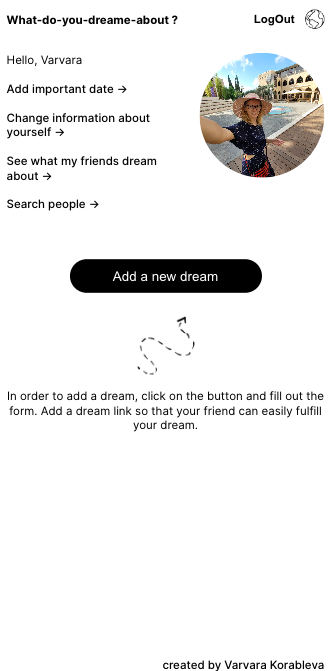 What-do-you-dreame-about ?
LogOut
Hello, Varvara
Add important date →
Change information about
yourself →
See what my friends dream
about →
Search people →
Add a new dream
In order to add a dream, click on the button and fill out the
form. Add a dream link so that your friend can easily fulfill
your dream.
created by Varvara Korableva